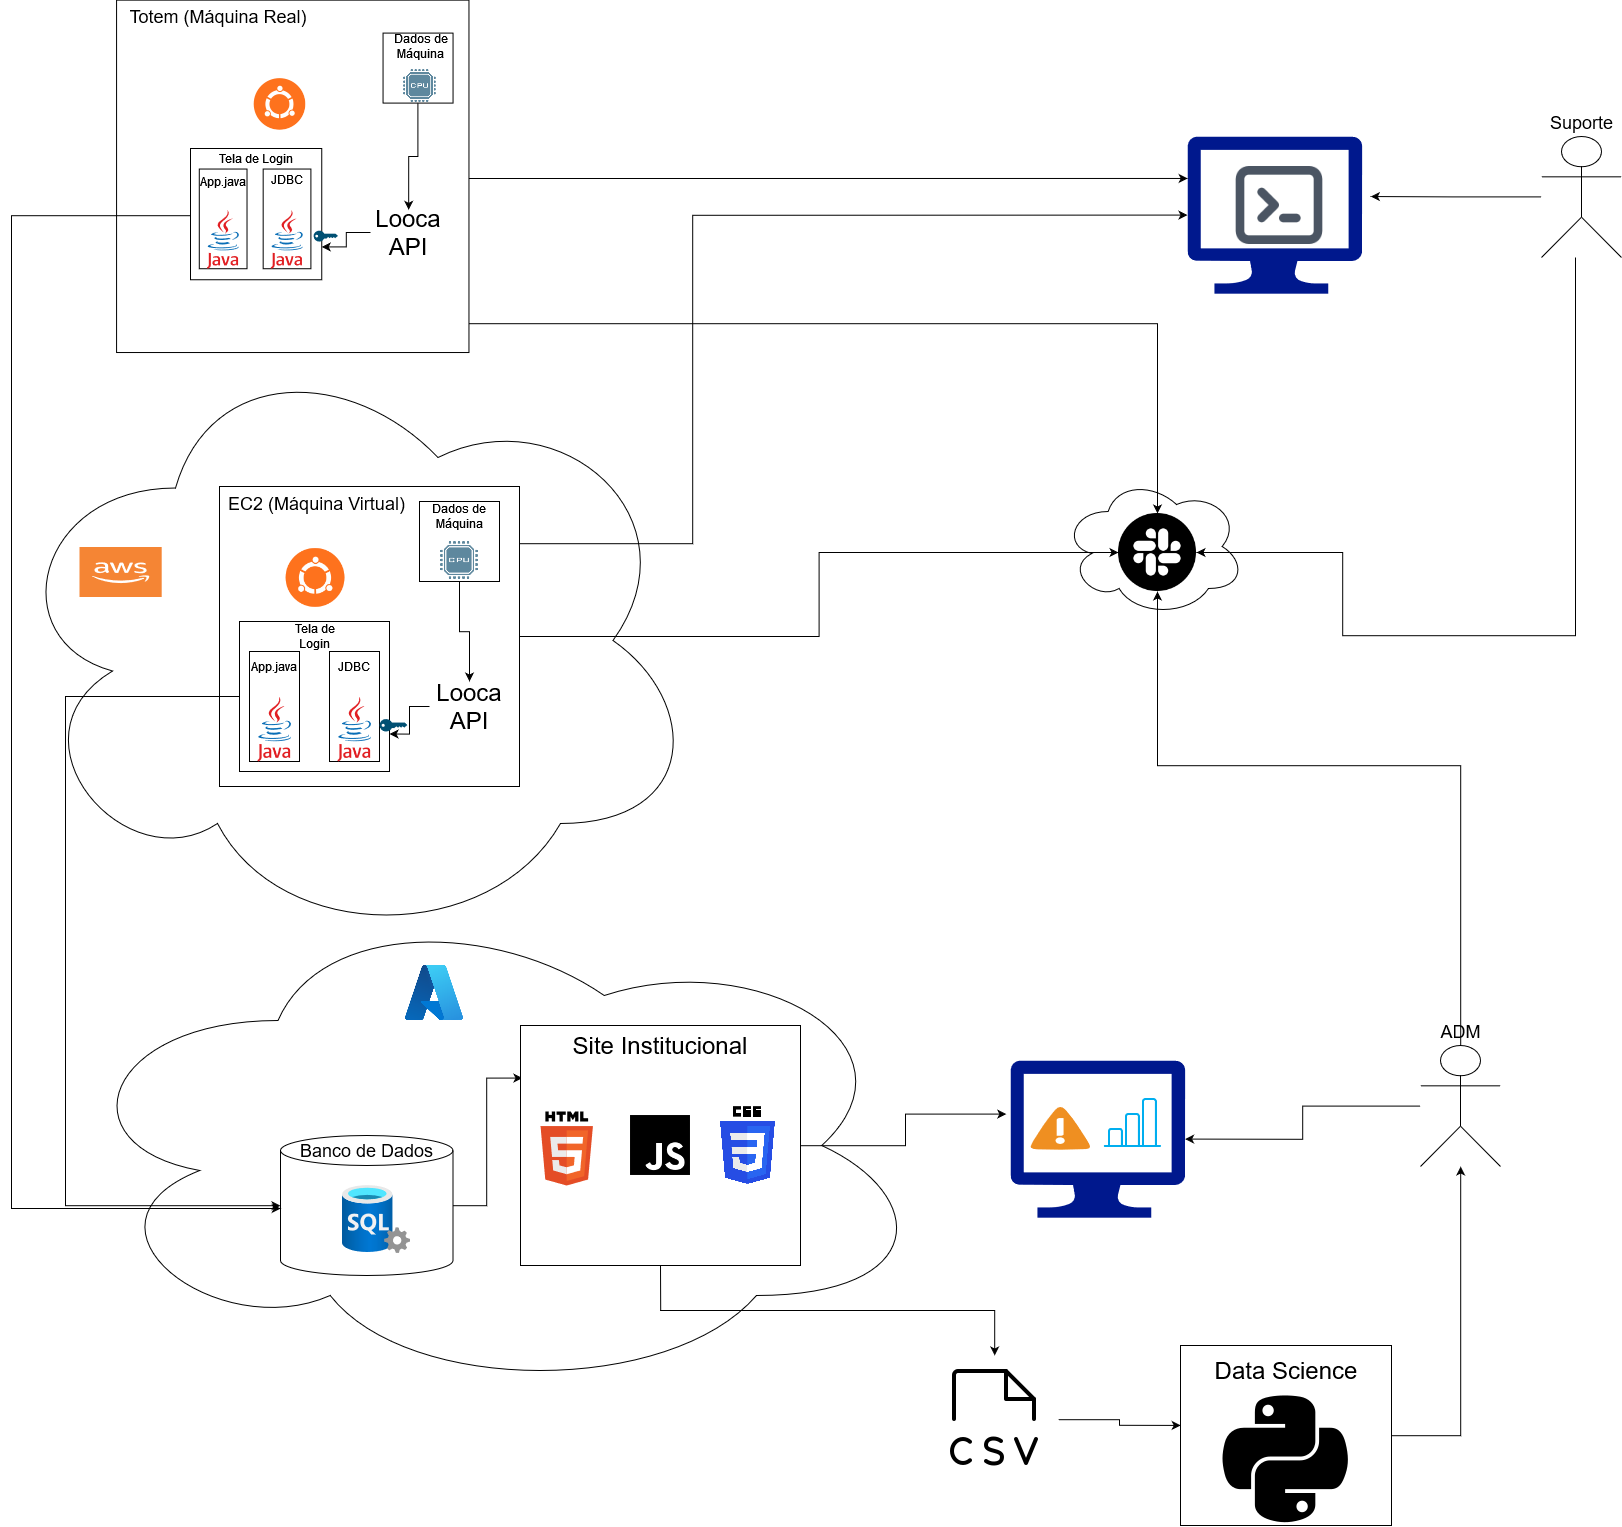 Totem (Máquina Real)
Dados de
Máquina
CPU
Tela de Login
App.java
JDBC
Java
Java
Looca
API
Suporte
EC2 (Máquina Virtual)
Dados de
Máquina
CPU
aws
Tela de
Login
App.java
JDBC
Java
Java
Looca
API
Site Institucional
HTML
5
JS
CSS
3
Banco de Dados
SQL
ADM
CSV
Data Science